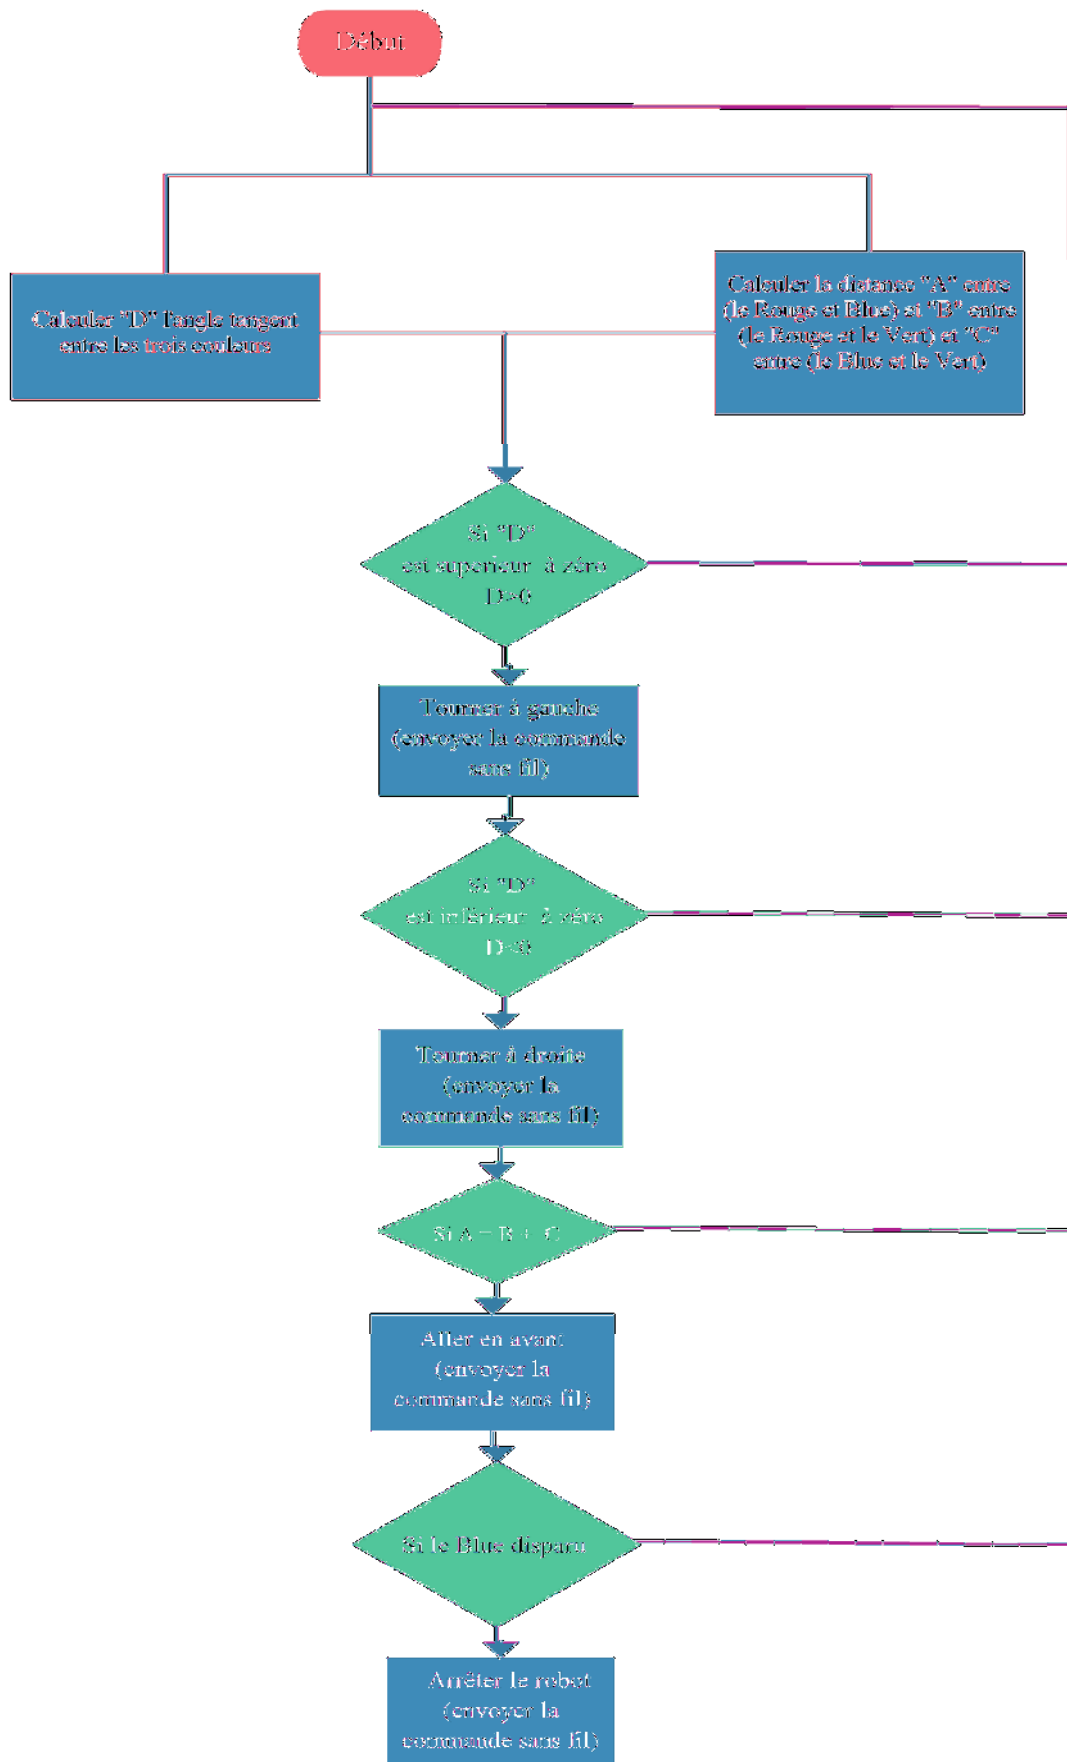 Début
Calculer "D" l'angle tangent
entre les trois couleurs
Calculer la distance "A" entre
(le Rouge et Blue) et "B" entre
(le Rouge et le Vert) et "C"
entre (le Blue et le Vert)
Si "D"
est superieur à zéro
D>0
Tourner à gauche
(envoyer la commande
sans fil)
Si "D"
est inférieur à zéro
D<0
Tourner à droite
(envoyer la
commande sans fil)
Si A = B + C
Aller en avant
(envoyer la
commande sans fil)
Si le Blue disparu
Arrêter le robot
(envoyer la
commande sans fil)